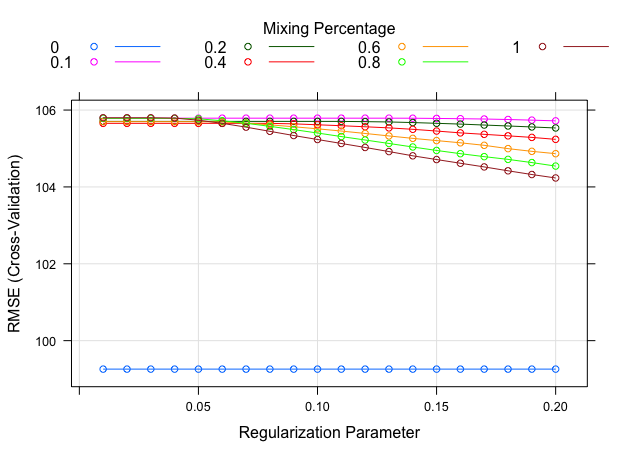 Mixing Percentage
0 0.2 0.6 1
0.1 0.4 0.8
106
104
102
100
RMSE (Cross-Validation)
0.05 0.10 0.15 0.20
Regularization Parameter